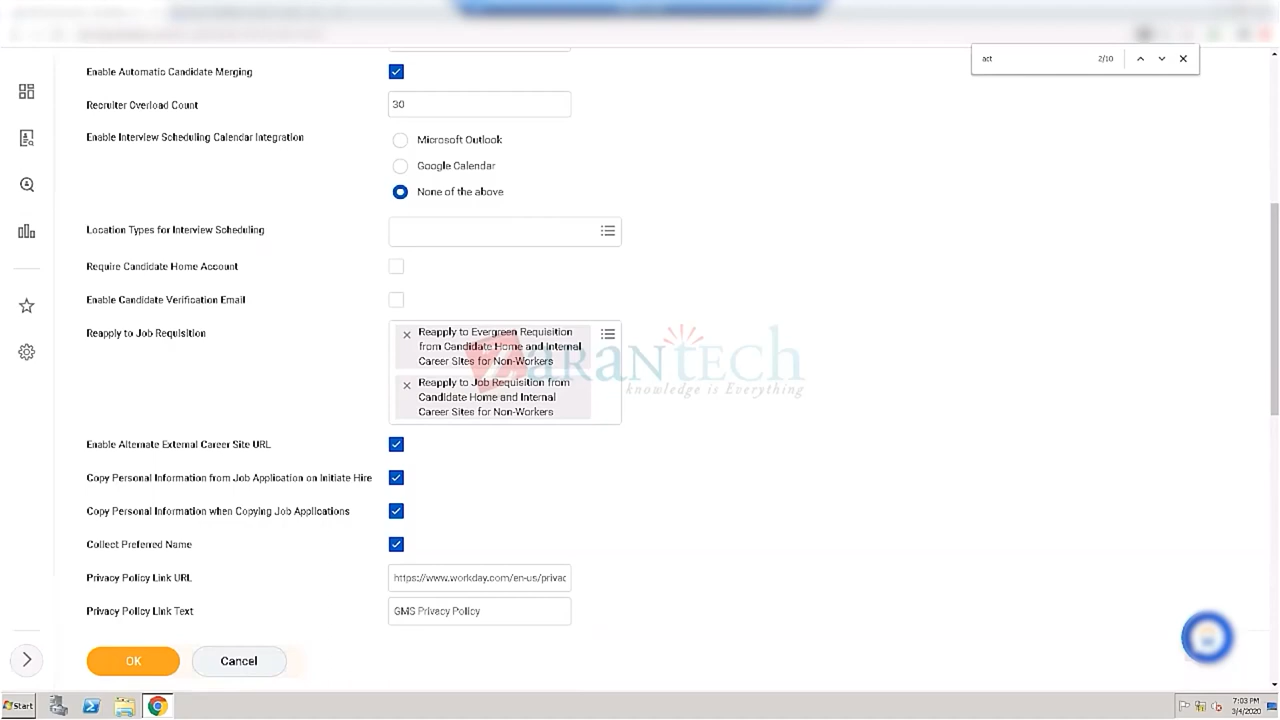 act 2/10
Enable Automatic Candidate Merging
Recruiter Overload Count 30
Enable Interview Scheduling Calendar Integration
Microsoft Outlook
Google Calendar
None of the above
Location Types for Interview Scheduling
Require Candidate Home Account
Enable Candidate Verification Email
Reapply to Job Requisition
Reapply to Evergreen Requisition
from Candidate Home and Internal
Career Sites for Non-Workers
Reapply to Job Requisition from
Candidate Home and Internal
Career Sites for Non-Workers
ZARANTECH
knowledge is Everything
Enable Alternate External Career Site URL
Copy Personal Information from Job Application on Initiate Hire
Copy Personal Information when Copying Job Applications
Collect Preferred Name
Privacy Policy Link URL https://www.workday.com/en-us/privac
Privacy Policy Link Text GMS Privacy Policy
OK Cancel
Start
7:03 PM
3/4/2020